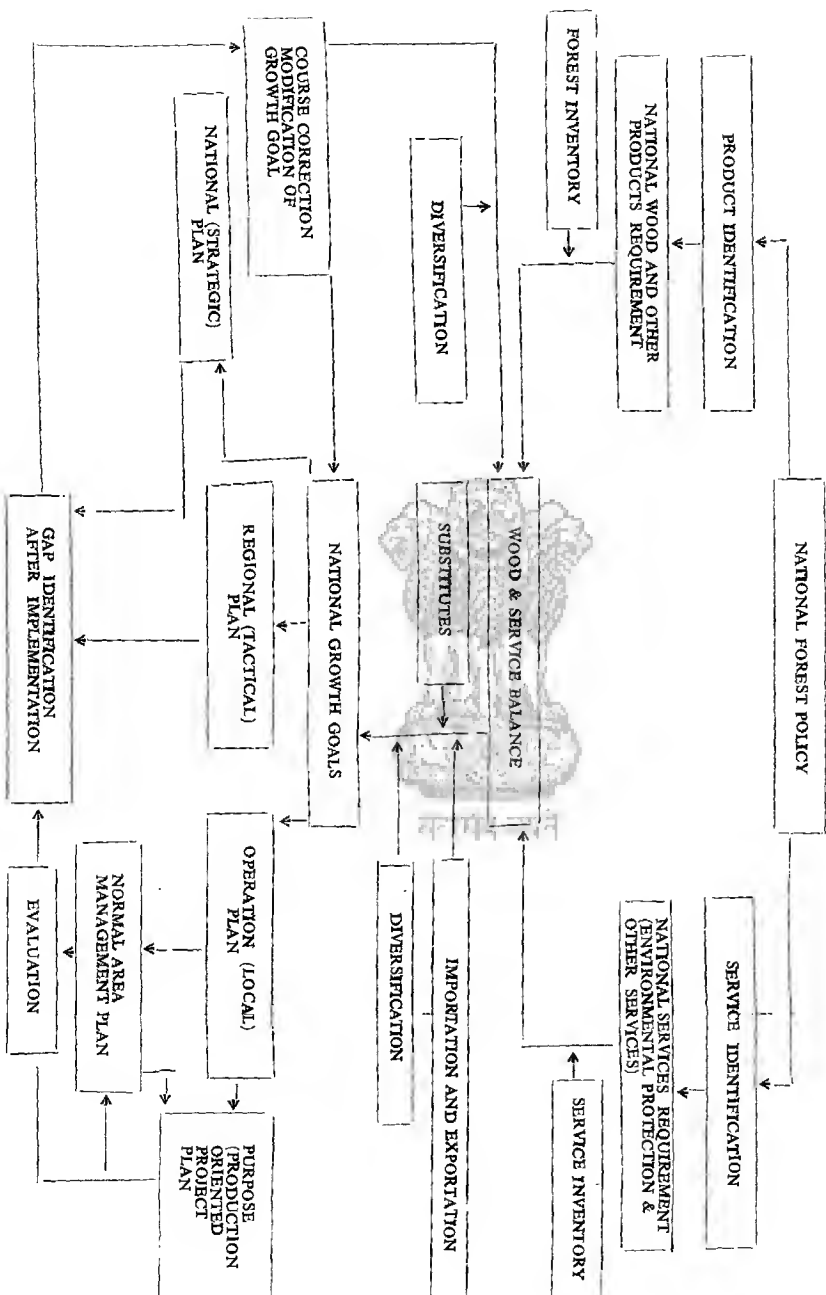 NATIONAL FOREST POLICY
PRODUCT IDENTIFICATION
SERVICE IDENTIFICATION
NATIONAL WOOD AND OTHER
PRODUCTS REQUIREMENT
NATIONAL SERVICES REQUIREMENT
(ENVIRONMENTAL PROTECTION &
OTHER SERVICES)
FOREST INVENTORY
SERVICE INVENTORY
WOOD & SERVICE BALANCE
DIVERSIFICATION
SUBSTITUTES
IMPORTATION AND EXPORTATION
DIVERSIFICATION
COURSE CORRECTION
MODIFICATION OF
GROWTH GOAL
NATIONAL GROWTH GOALS
NATIONAL (STRATEGIC)
PLAN
REGIONAL (TACTICAL)
PLAN
OPERATION (LOCAL)
PLAN
PURPOSE
(PRODUCTION
ORIENTED
PROJECT
PLAN
NORMAL AREA
MANAGEMENT PLAN
GAP IDENTIFICATION
AFTER IMPLEMENTATION
EVALUATION